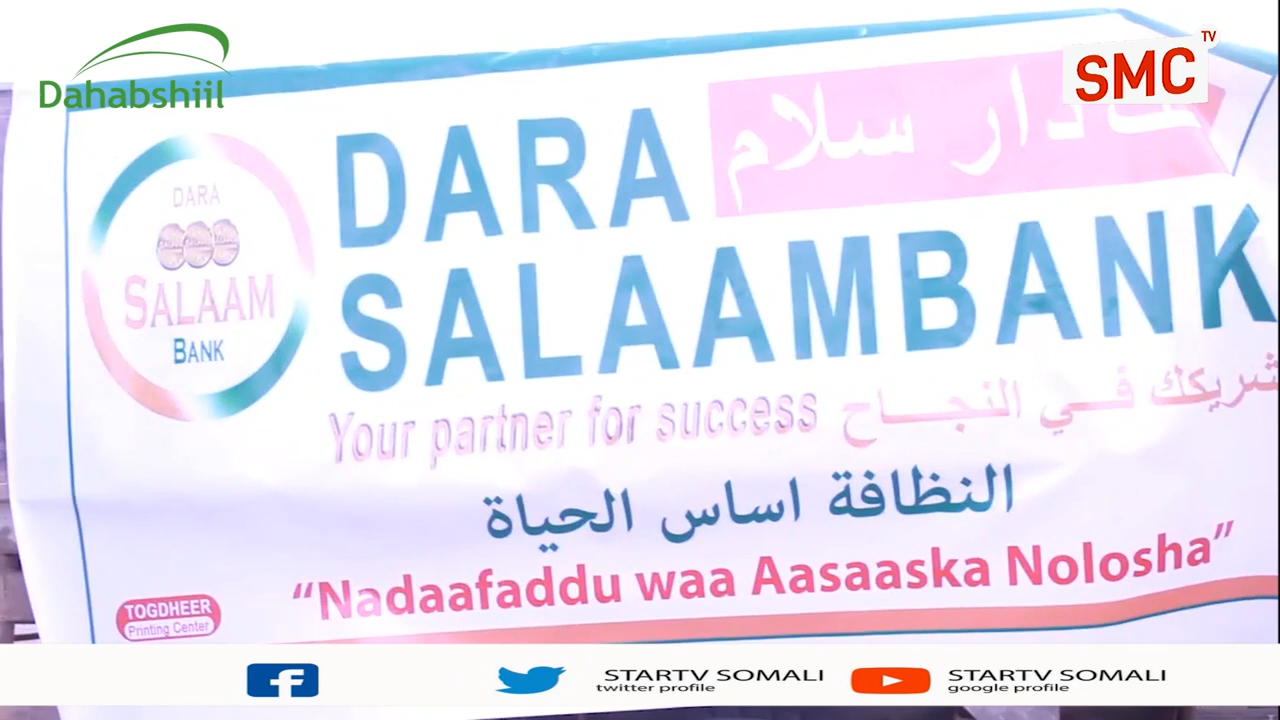 Dahabshiil
SMC TV
DARA
SALAAM
BANK
DARA
دار سلام
SALAAMBANK
Your partner for success
شريكك في النجاح
النظافة اساس الحياة
“Nadaafaddu waa Aasaaska Nolosha”
TOGDHEER
Printing Center
STARTV SOMALI
twitter profile
STARTV SOMALI
google profile